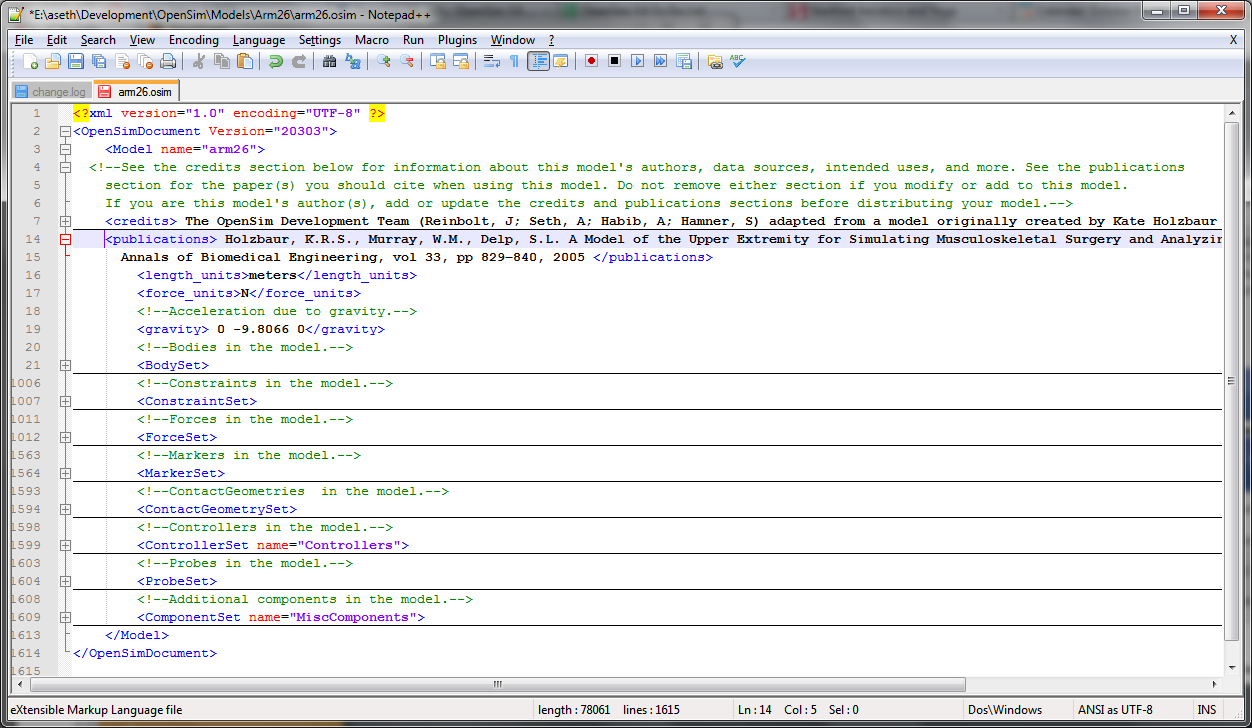 *E:\aseth\Development\OpenSim\Models\Arm26\arm26.osim - Notepad++
File Edit Search View Encoding Language Settings Macro Run Plugins Window ? X
change.log arm26.osim
1 <?xml version="1.0" encoding="UTF-8" ?>
2 <OpenSimDocument Version="20303">
3 <Model name="arm26">
4 <!--See the credits section below for information about this model's authors, data sources, intended uses, and more. See the publications
5 section for the paper(s) you should cite when using this model. Do not remove either section if you modify or add to this model.
6 If you are this model's author(s), add or update the credits and publications sections before distributing your model.-->
7 <credits> The OpenSim Development Team (Reinbolt, J; Seth, A; Habib, A; Hamner, S) adapted from a model originally created by Kate Holzbaur
14 <publications> Holzbaur, K.R.S., Murray, W.M., Delp, S.L. A Model of the Upper Extremity for Simulating Musculoskeletal Surgery and Analyzin
15 Annals of Biomedical Engineering, vol 33, pp 829–840, 2005 </publications>
16 <length_units>meters</length_units>
17 <force_units>N</force_units>
18 <!--Acceleration due to gravity.-->
19 <gravity> 0 -9.8066 0</gravity>
20 <!--Bodies in the model.-->
21 <BodySet>
1006 <!--Constraints in the model.-->
1007 <ConstraintSet>
1011 <!--Forces in the model.-->
1012 <ForceSet>
1563 <!--Markers in the model.-->
1564 <MarkerSet>
1593 <!--ContactGeometries  in the model.-->
1594 <ContactGeometrySet>
1598 <!--Controllers in the model.-->
1599 <ControllerSet name="Controllers">
1603 <!--Probes in the model.-->
1604 <ProbeSet>
1608 <!--Additional components in the model.-->
1609 <ComponentSet name="MiscComponents">
1613 </Model>
1614 </OpenSimDocument>
1615
eXtensible Markup Language file length : 78061 lines : 1615 Ln : 14 Col : 5 Sel : 0 Dos\Windows ANSI as UTF-8 INS